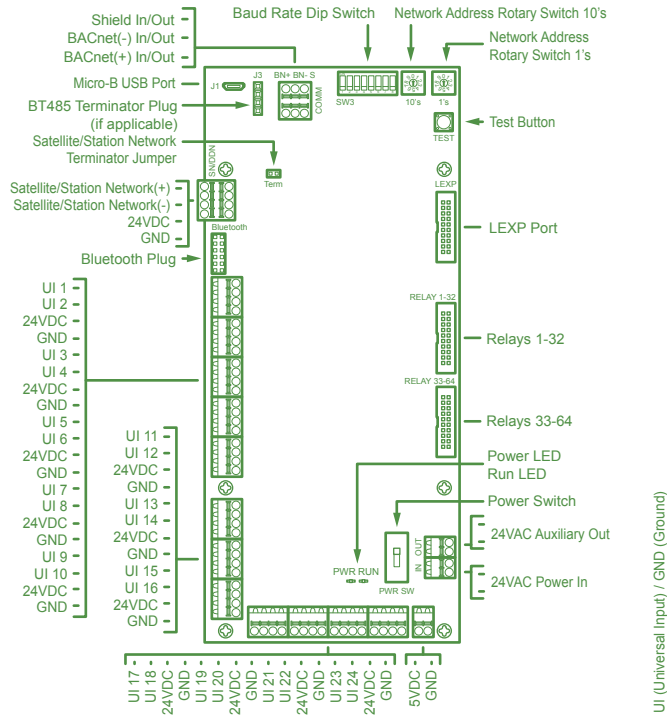 Shield In/Out
BACnet(-) In/Out
BACnet(+) In/Out
Micro-B USB Port
BT485 Terminator Plug
(if applicable)
Satellite/Station Network
Terminator Jumper
Satellite/Station Network(+)
Satellite/Station Network(-)
24VDC
GND
Bluetooth Plug
Baud Rate Dip Switch
Network Address Rotary Switch 10's
Network Address
Rotary Switch 1's
Test Button
LEXP Port
Relays 1-32
Relays 33-64
Power LED
Run LED
Power Switch
24VAC Auxiliary Out
24VAC Power In
J1
J3
BN+ BN- S
COMM
SW3
10's
1's
TEST
SN/DDN
Term
LEXP
Bluetooth
RELAY 1-32
RELAY 33-64
PWR RUN
PWR SW
IN OUT
UI 1
UI 2
24VDC
GND
UI 3
UI 4
24VDC
GND
UI 5
UI 6
24VDC
GND
UI 7
UI 8
24VDC
GND
UI 9
UI 10
24VDC
GND
UI 11
UI 12
24VDC
GND
UI 13
UI 14
24VDC
GND
UI 15
UI 16
24VDC
GND
UI 17
UI 18
24VDC
GND
UI 19
UI 20
24VDC
GND
UI 21
UI 22
24VDC
GND
UI 23
UI 24
24VDC
GND
5VDC
GND
UI (Universal Input) / GND (Ground)